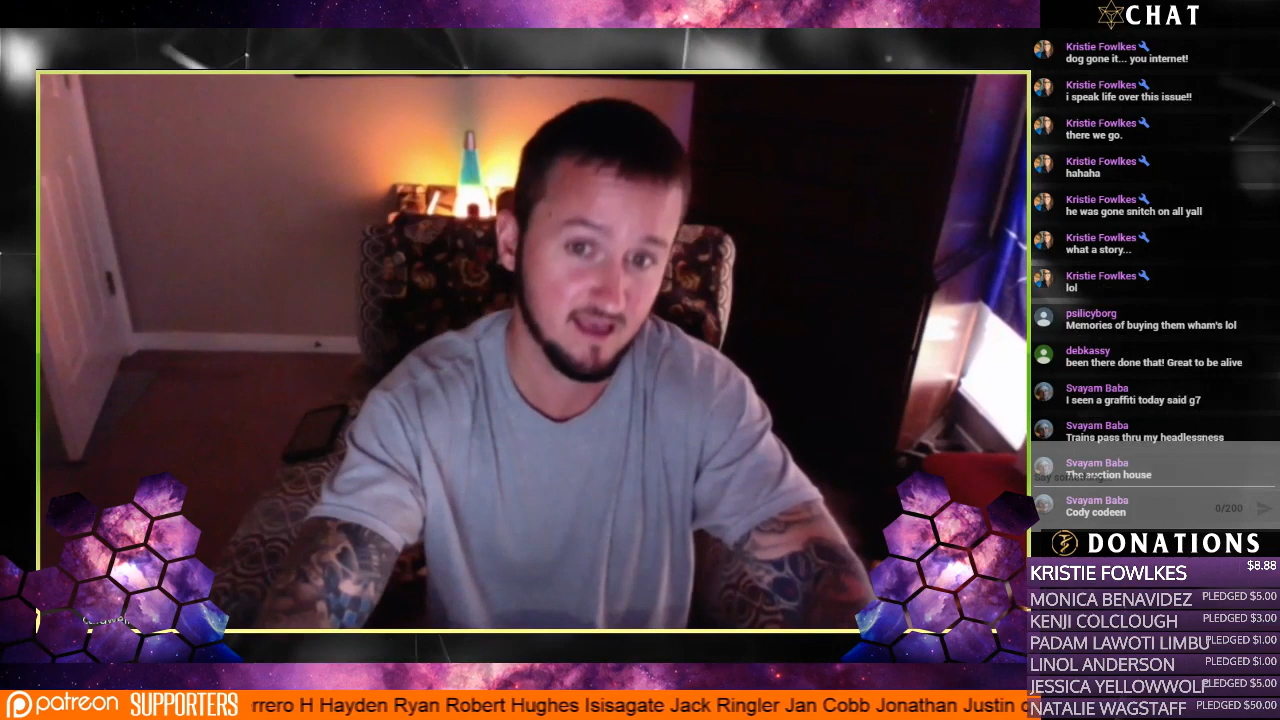 CHAT
Kristie Fowlkes
dog gone it... you internet!
Kristie Fowlkes
i speak life over this issue!!
Kristie Fowlkes
there we go.
Kristie Fowlkes
hahaha
Kristie Fowlkes
he was gone snitch on all yall
Kristie Fowlkes
what a story...
Kristie Fowlkes
lol
psilicyborg
Memories of buying them wham's lol
debkassy
been there done that! Great to be alive
Svayam Baba
I seen a graffiti today said g7
Svayam Baba
Trains pass thru my headlessness
Svayam Baba
The auction house
Svayam Baba
Cody codeen
0/200
DONATIONS
KRISTIE FOWLKES $8.88
MONICA BENAVIDEZ PLEDGED $5.00
KENJI COLCLOUGH PLEDGED $3.00
PADAM LAWOTI LIMBU PLEDGED $1.00
LINOL ANDERSON PLEDGED $1.00
JESSICA YELLOWWOLF PLEDGED $5.00
NATALIE WAGSTAFF PLEDGED $50.00
patreon SUPPORTERS rrero H Hayden Ryan Robert Hughes Isisagate Jack Ringler Jan Cobb Jonathan Justin